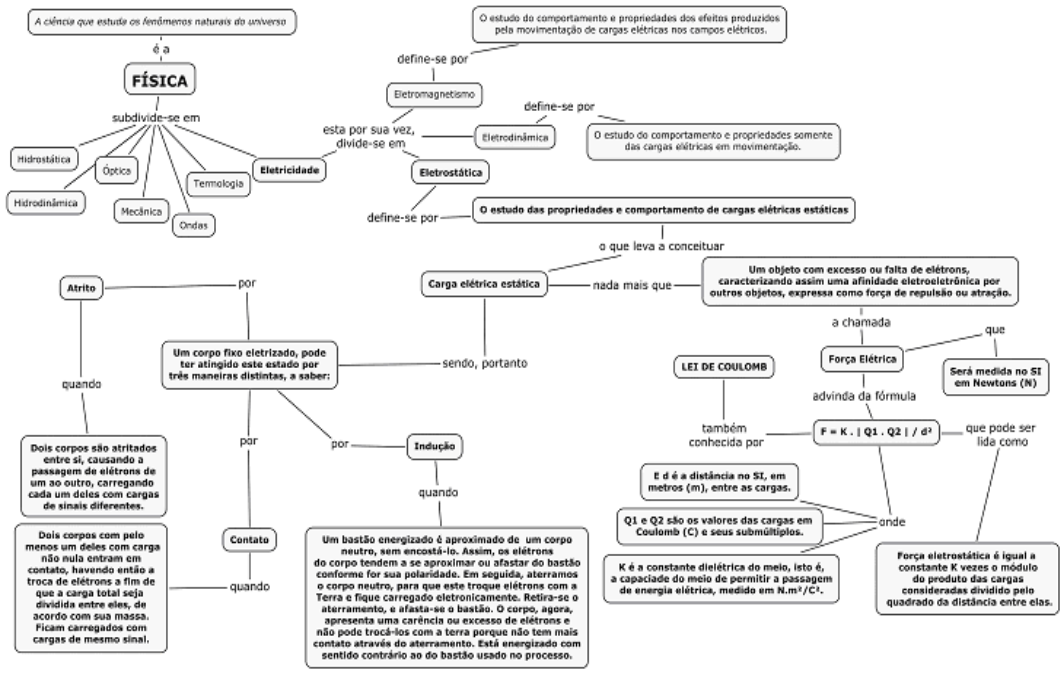 A ciência que estuda os fenômenos naturais do universo
é a
FÍSICA
subdivide-se em
Hidrostática
Óptica
Hidrodinâmica
Mecânica
Ondas
Termologia
Eletricidade
esta por sua vez,
divide-se em
Eletromagnetismo
define-se por
O estudo do comportamento e propriedades dos efeitos produzidos
pela movimentação de cargas elétricas nos campos elétricos.
Eletrodinâmica
define-se por
O estudo do comportamento e propriedades somente
das cargas elétricas em movimentação.
Eletrostática
define-se por
O estudo das propriedades e comportamento de cargas elétricas estáticas
o que leva a conceituar
Carga elétrica estática
nada mais que
Um objeto com excesso ou falta de elétrons,
caracterizando assim uma afinidade eletroeletrônica por
outros objetos, expressa como força de repulsão ou atração.
a chamada
Força Elétrica
que
Será medida no SI
em Newtons (N)
advinda da fórmula
F = K . | Q1 . Q2 | / d²
também
conhecida por
LEI DE COULOMB
que pode ser
lida como
Força eletrostática é igual a
constante K vezes o módulo
do produto das cargas
consideradas dividido pelo
quadrado da distância entre elas.
onde
E d é a distância no SI, em
metros (m), entre as cargas.
Q1 e Q2 são os valores das cargas em
Coulomb (C) e seus submúltiplos.
K é a constante dielétrica do meio, isto é,
a capaciade do meio de permitir a passagem
de energia elétrica, medido em N.m²/C².
sendo, portanto
Um corpo fixo eletrizado, pode
ter atingido este estado por
três maneiras distintas, a saber:
por
Atrito
quando
Dois corpos são atritados
entre si, causando a
passagem de elétrons de
um ao outro, carregando
cada um deles com cargas
de sinais diferentes.
por
Contato
quando
Dois corpos com pelo
menos um deles com carga
não nula entram em
contato, havendo então a
troca de elétrons a fim de
que a carga total seja
dividida entre eles, de
acordo com sua massa.
Ficam carregados com
cargas de mesmo sinal.
por
Indução
quando
Um bastão energizado é aproximado de um corpo
neutro, sem encostá-lo. Assim, os elétrons
do corpo tendem a se aproximar ou afastar do bastão
conforme for sua polaridade. Em seguida, aterramos
o corpo neutro, para que este troque elétrons com a
Terra e fique carregado eletronicamente. Retira-se o
aterramento, e afasta-se o bastão. O corpo, agora,
apresenta uma carência ou excesso de elétrons e
não pode trocá-los com a terra porque não tem mais
contato através do aterramento. Está energizado com
sentido contrário ao do bastão usado no processo.